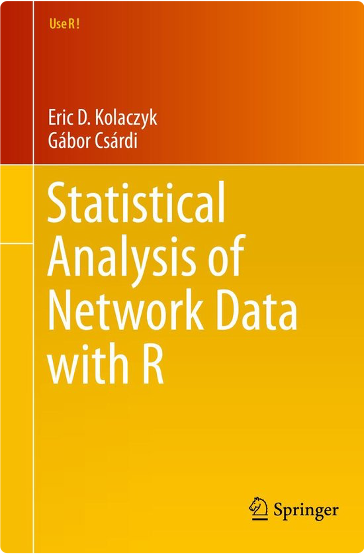 Use R !
Eric D. Kolaczyk
Gábor Csárdi
Statistical
Analysis of
Network Data
with R
Springer